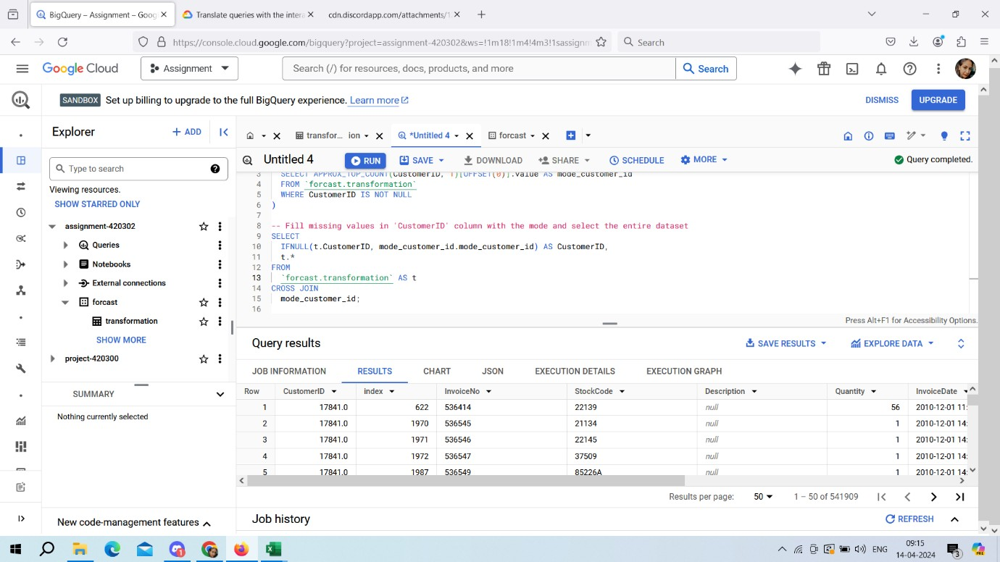 BigQuery – Assignment – Goog
Translate queries with the intera
cdn.discordapp.com/attachments/1
https://console.cloud.google.com/bigquery?project=assignment-420302&ws=!1m18!1m4!4m3!1sassignm
Search
Google Cloud
Assignment
Search (/) for resources, docs, products, and more
Search
SANDBOX Set up billing to upgrade to the full BigQuery experience. Learn more
DISMISS
UPGRADE
Explorer
+ ADD
transfor... ion
*Untitled 4
forcast
Type to search
Untitled 4
RUN
SAVE
DOWNLOAD
SHARE
SCHEDULE
MORE
Query completed.
Viewing resources.
SHOW STARRED ONLY
assignment-420302
Queries
Notebooks
External connections
forcast
transformation
SHOW MORE
project-420300
SUMMARY
Nothing currently selected
New code-management features
3 SELECT APPROX_TOP_COUNT(CustomerID, 1)[OFFSET(0)].value AS mode_customer_id
4 FROM `forcast.transformation`
5 WHERE CustomerID IS NOT NULL
6 )
7
8 -- Fill missing values in 'CustomerID' column with the mode and select the entire dataset
9 SELECT
10 IFNULL(t.CustomerID, mode_customer_id.mode_customer_id) AS CustomerID,
11 t.*
12 FROM
13 `forcast.transformation` AS t
14 CROSS JOIN
15 mode_customer_id;
16
Press Alt+F1 for Accessibility Options.
Query results
SAVE RESULTS
EXPLORE DATA
JOB INFORMATION RESULTS CHART JSON EXECUTION DETAILS EXECUTION GRAPH
Row CustomerID index InvoiceNo StockCode Description Quantity InvoiceDate
1 17841.0 622 536414 22139 null 56 2010-12-01 11:
2 17841.0 1970 536545 21134 null 1 2010-12-01 14:
3 17841.0 1971 536546 22145 null 1 2010-12-01 14:
4 17841.0 1972 536547 37509 null 1 2010-12-01 14:
5 17841.0 1987 536549 85226A null 1 2010-12-01 14:
Results per page: 50 1 – 50 of 541909
Job history
REFRESH
ENG
09:15
14-04-2024
3
PRE
1